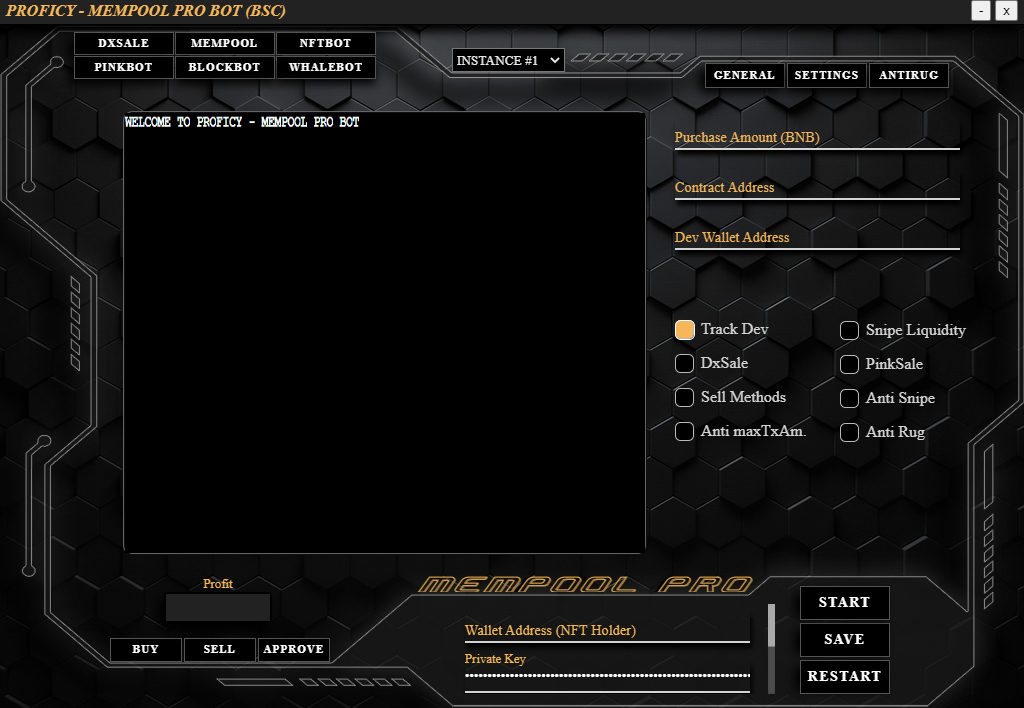 PROFICY - MEMPOOL PRO BOT (BSC)
- x
DXSALE MEMPOOL NFTBOT
PINKBOT BLOCKBOT WHALEBOT
INSTANCE #1
GENERAL SETTINGS ANTIRUG
WELCOME TO PROFICY - MEMPOOL PRO BOT
Purchase Amount (BNB)
Contract Address
Dev Wallet Address
Track Dev Snipe Liquidity
DxSale PinkSale
Sell Methods Anti Snipe
Anti maxTxAm. Anti Rug
Profit
BUY SELL APPROVE
MEMPOOL PRO
Wallet Address (NFT Holder)
Private Key
START
SAVE
RESTART